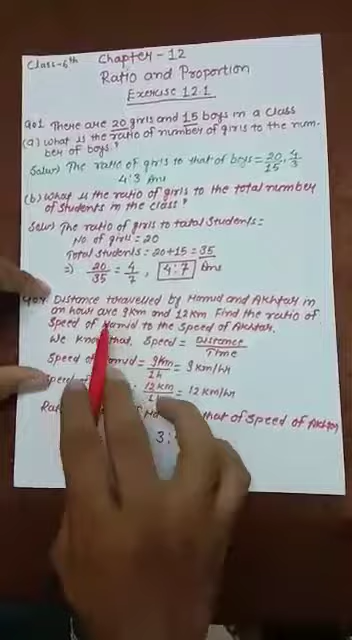 Class-6th Chapter-12
Ratio and Proportion
Exercise 12.1
Q01 There are 20 girls and 15 boys in a class
(a) What is the ratio of number of girls to the num-
ber of boys?
Solun) The ratio of girls to that of boys = 20/15, 4/3
4:3 Ans
(b) What is the ratio of girls to the total number
of students in the class?
Solun) The ratio of girls to total students =
No of girls = 20
Total students = 20+15 = 35
⇒ 20/35 = 4/7, 4:7 Ans
Q04 Distance travelled by Hamid and Akhtar in
an hour are 9km and 12km Find the ratio of
Speed of Hamid to the Speed of Akhtar.
We know that, Speed = Distance/Time
Speed of = 9km/1h = 9km/hr
12km = 12 km/hr
that of speed of Akhtar
3: